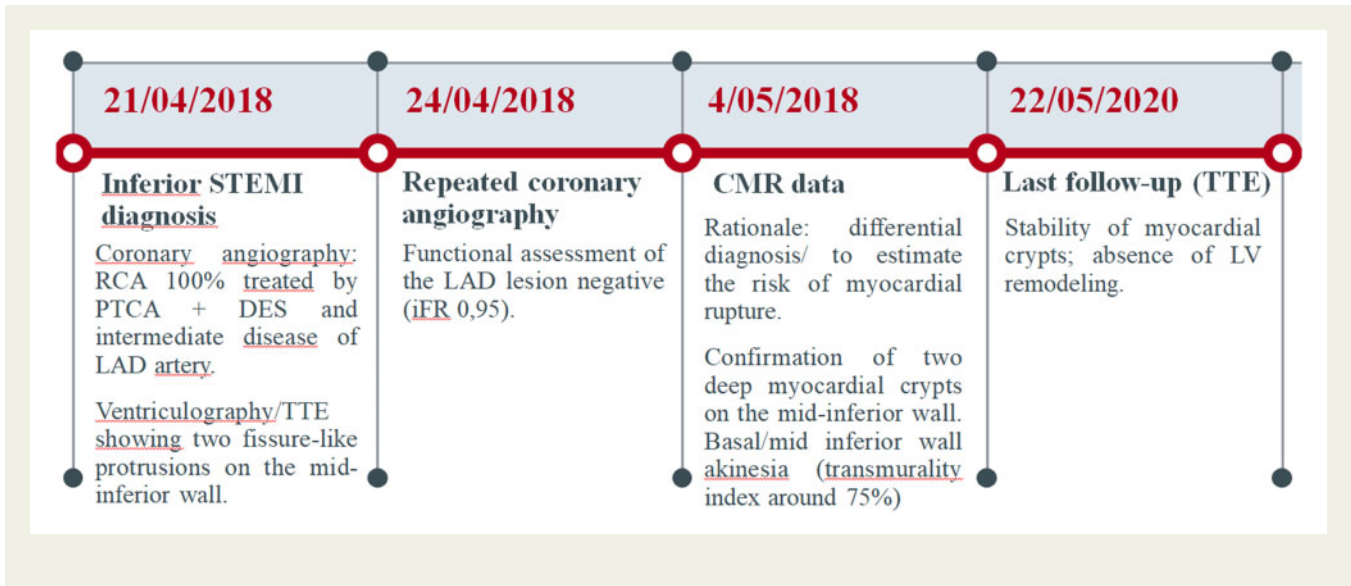 21/04/2018
Inferior STEMI
diagnosis
Coronary angiography:
RCA 100% treated by
PTCA + DES and
intermediate disease of
LAD artery.
Ventriculography/TTE
showing two fissure-like
protrusions on the mid-
inferior wall.
24/04/2018
Repeated coronary
angiography
Functional assessment of
the LAD lesion negative
(iFR 0,95).
4/05/2018
CMR data
Rationale: differential
diagnosis/ to estimate
the risk of myocardial
rupture.
Confirmation of two
deep myocardial crypts
on the mid-inferior wall.
Basal/mid inferior wall
akinesia (transmurality
index around 75%)
22/05/2020
Last follow-up (TTE)
Stability of myocardial
crypts; absence of LV
remodeling.